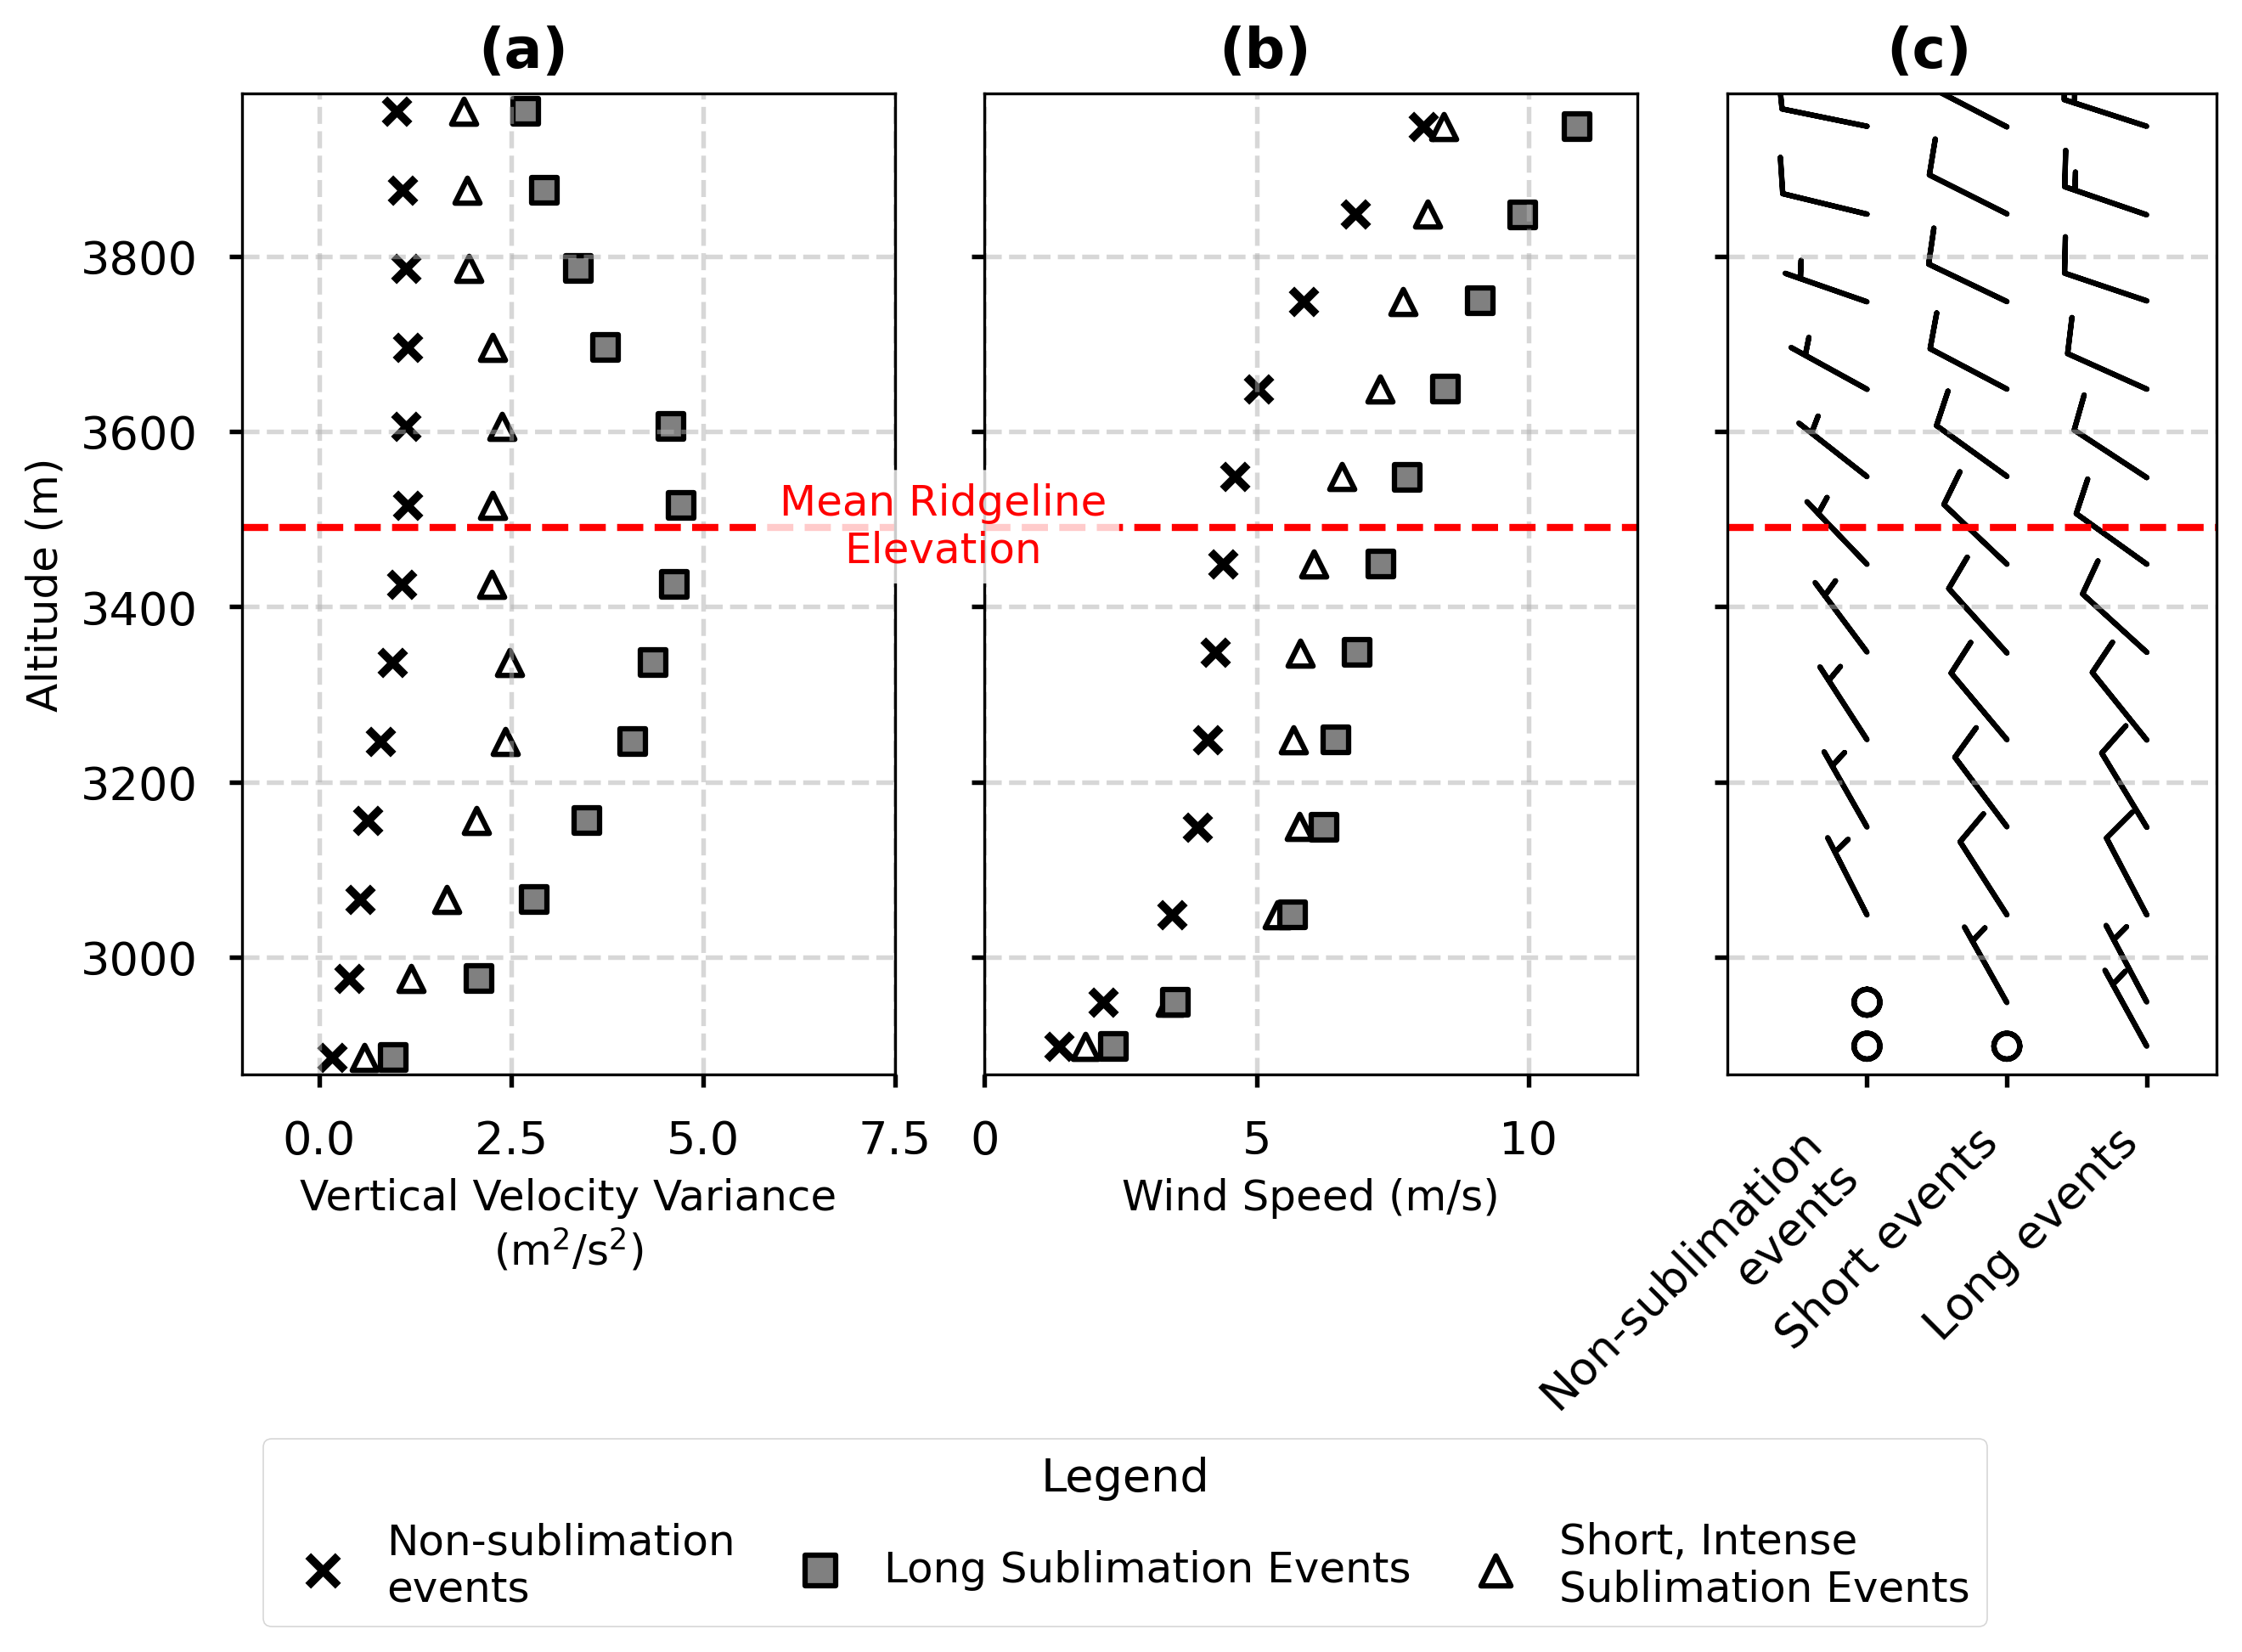 (a)
(b)
(c)
Altitude (m)
3800
3600
3400
3200
3000
Mean Ridgeline
Elevation
0.0
2.5
5.0
7.5
Vertical Velocity Variance
(m²/s²)
0
5
10
Wind Speed (m/s)
Non-sublimation
events
Short events
Long events
Legend
Non-sublimation
events
Long Sublimation Events
Short, Intense
Sublimation Events